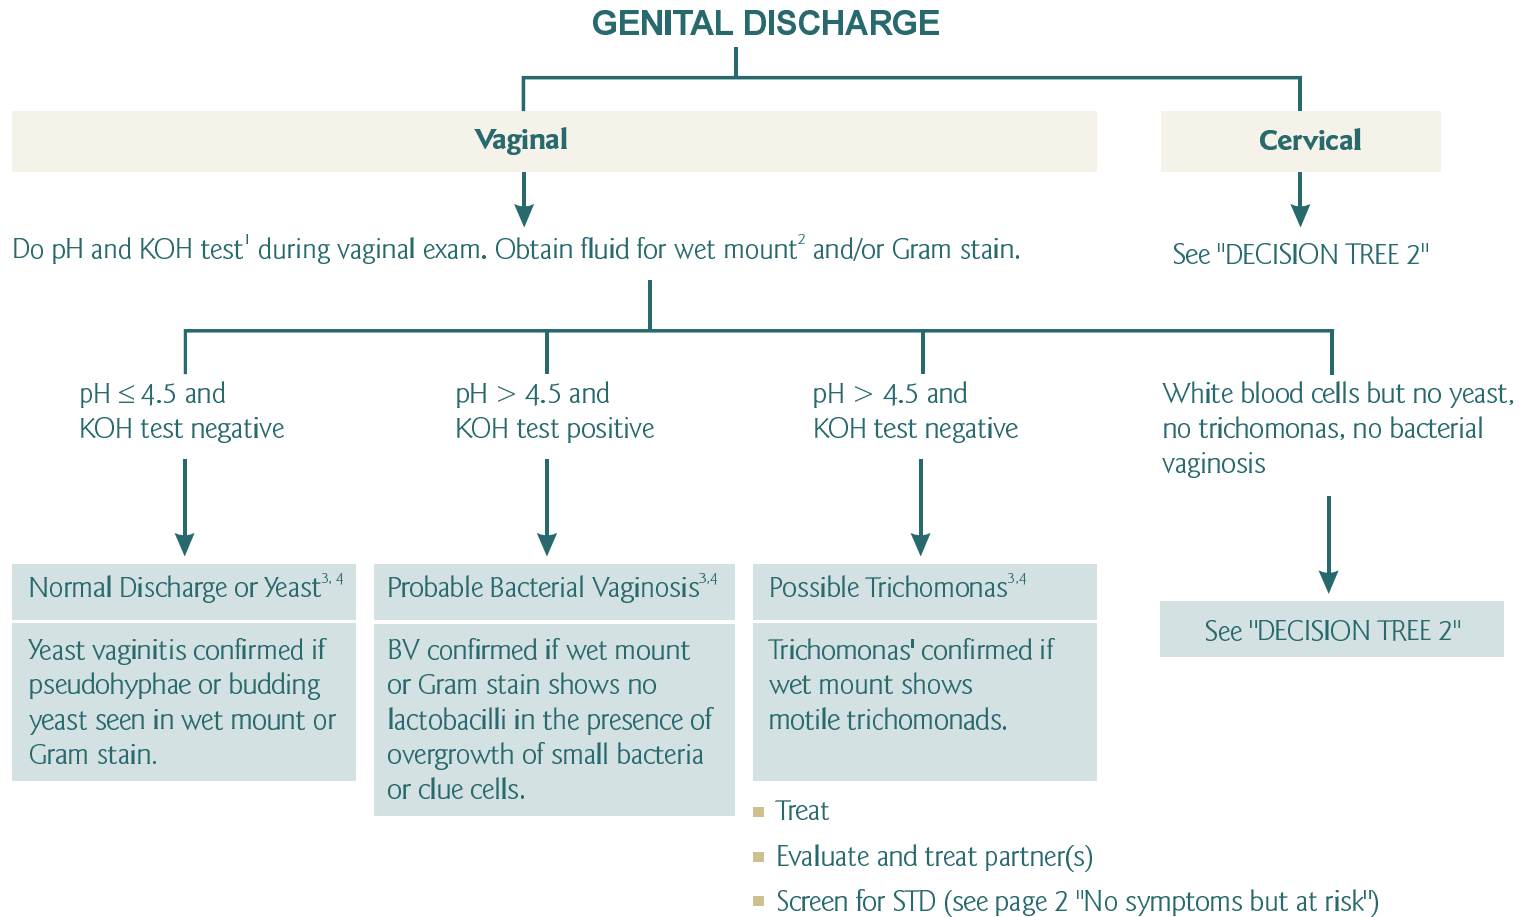 GENITAL DISCHARGE
Vaginal
Cervical
Do pH and KOH test¹ during vaginal exam. Obtain fluid for wet mount² and/or Gram stain.
See "DECISION TREE 2"
pH ≤ 4.5 and
KOH test negative
pH > 4.5 and
KOH test positive
pH > 4.5 and
KOH test negative
White blood cells but no yeast,
no trichomonas, no bacterial
vaginosis
Normal Discharge or Yeast³, ⁴
Yeast vaginitis confirmed if
pseudohyphae or budding
yeast seen in wet mount or
Gram stain.
Probable Bacterial Vaginosis³,⁴
BV confirmed if wet mount
or Gram stain shows no
lactobacilli in the presence of
overgrowth of small bacteria
or clue cells.
Possible Trichomonas³,⁴
Trichomonas' confirmed if
wet mount shows
motile trichomonads.
See "DECISION TREE 2"
Treat
Evaluate and treat partner(s)
Screen for STD (see page 2 "No symptoms but at risk")